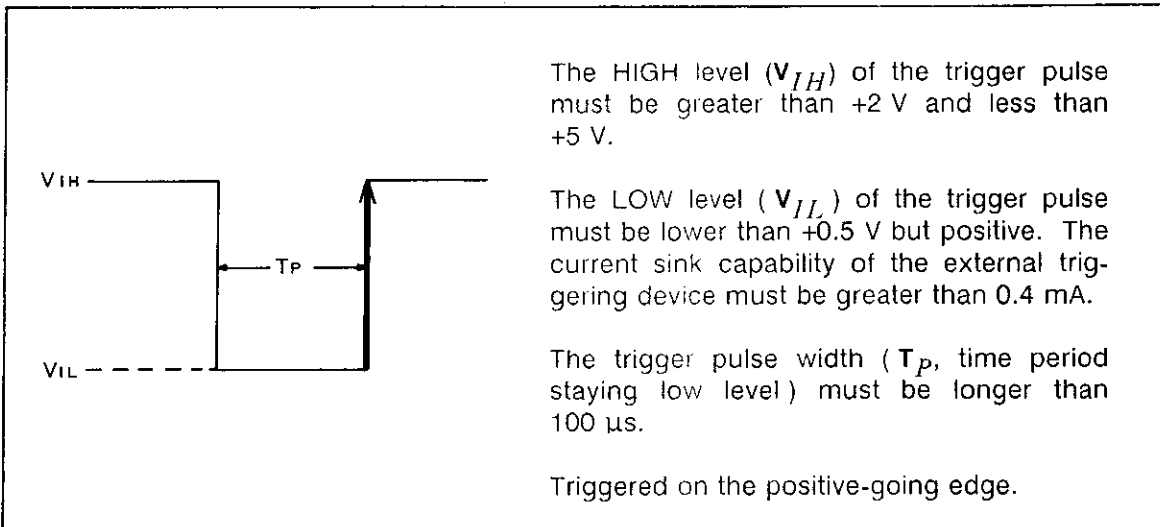 The HIGH level (VIH) of the trigger pulse
must be greater than +2 V and less than
+5 V.
VIH
The LOW level ( VIL ) of the trigger pulse
must be lower than +0.5 V but positive. The
current sink capability of the external trig-
gering device must be greater than 0.4 mA.
TP
The trigger pulse width ( TP, time period
staying low level ) must be longer than
100 µs.
VIL
Triggered on the positive-going edge.